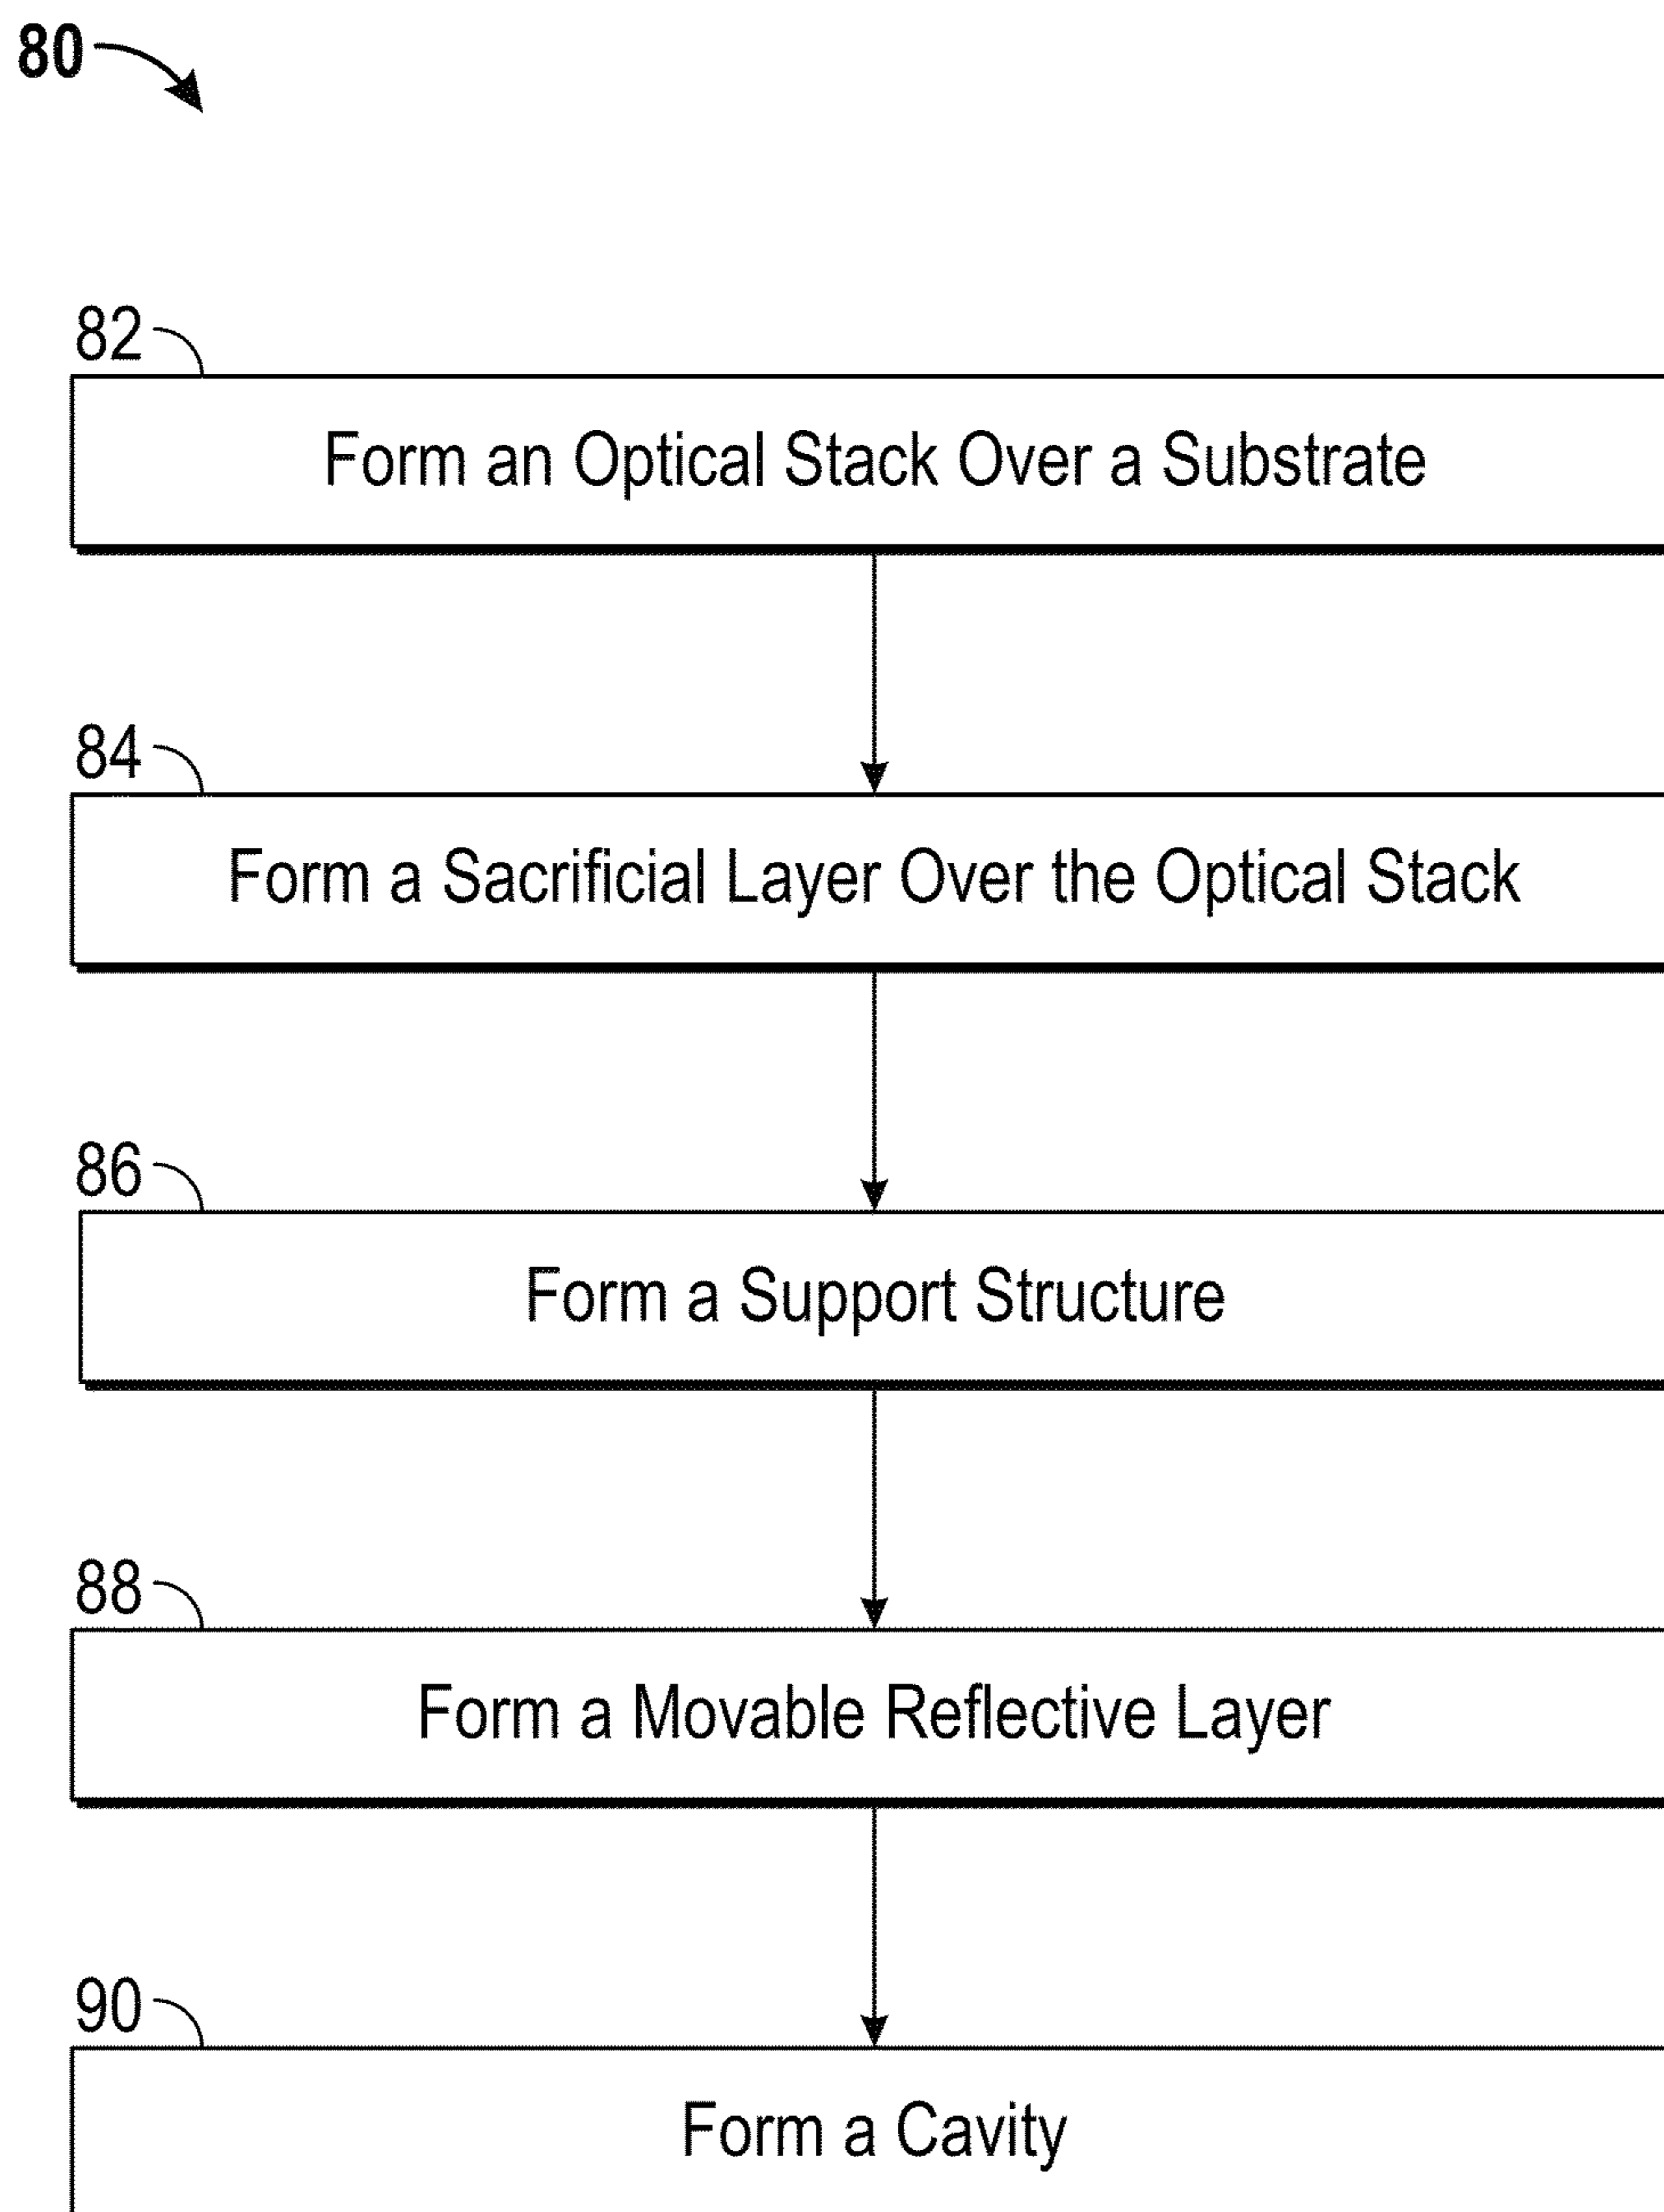 80
82
Form an Optical Stack Over a Substrate
84
Form a Sacrificial Layer Over the Optical Stack
86
Form a Support Structure
88
Form a Movable Reflective Layer
90
Form a Cavity